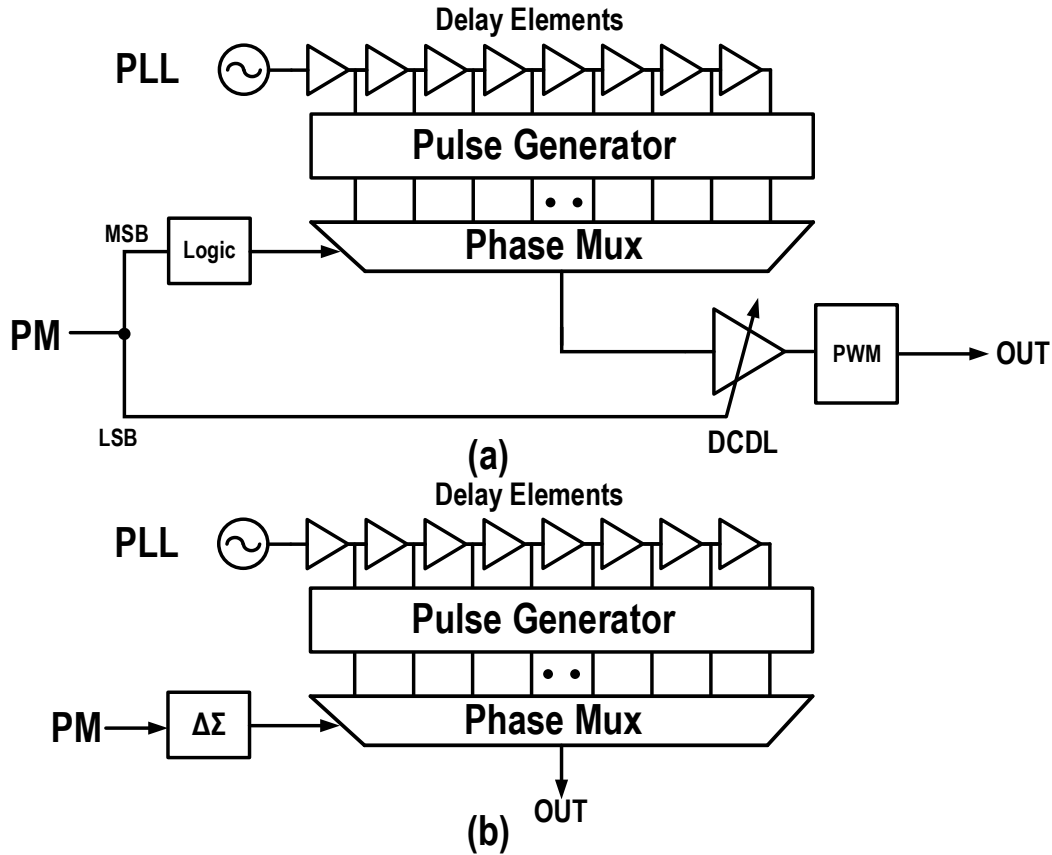 Delay Elements
PLL
Pulse Generator
MSB
Logic
Phase Mux
PM
PWM
OUT
LSB
DCDL
(a)
Delay Elements
PLL
Pulse Generator
PM
ΔΣ
Phase Mux
OUT
(b)